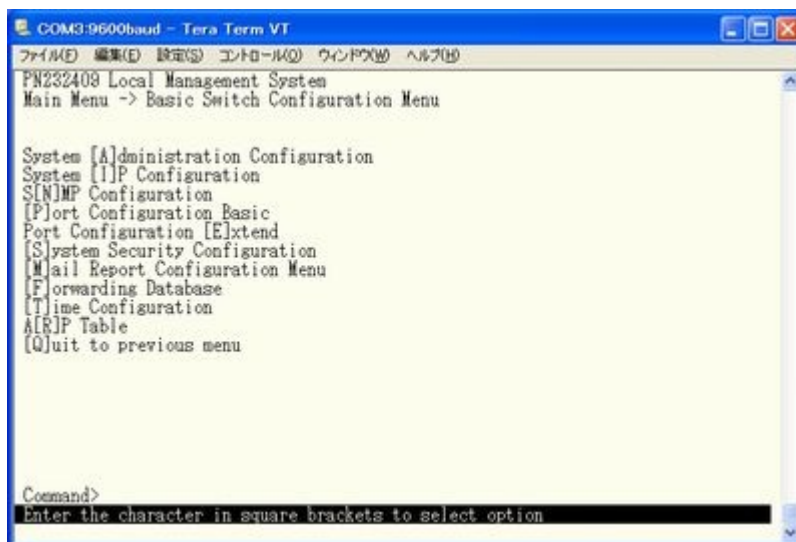 COM3:9600baud - Tera Term VT
ファイル(F) 編集(E) 設定(S) コントロール(O) ウィンドウ(W) ヘルプ(H)
PN232409 Local Management System
Main Menu -> Basic Switch Configuration Menu
System [A]dministration Configuration
System [I]P Configuration
S[N]MP Configuration
[P]ort Configuration Basic
Port Configuration [E]xtend
[S]ystem Security Configuration
[M]ail Report Configuration Menu
[F]orwarding Database
[T]ime Configuration
A[R]P Table
[Q]uit to previous menu
Command>
Enter the character in square brackets to select option